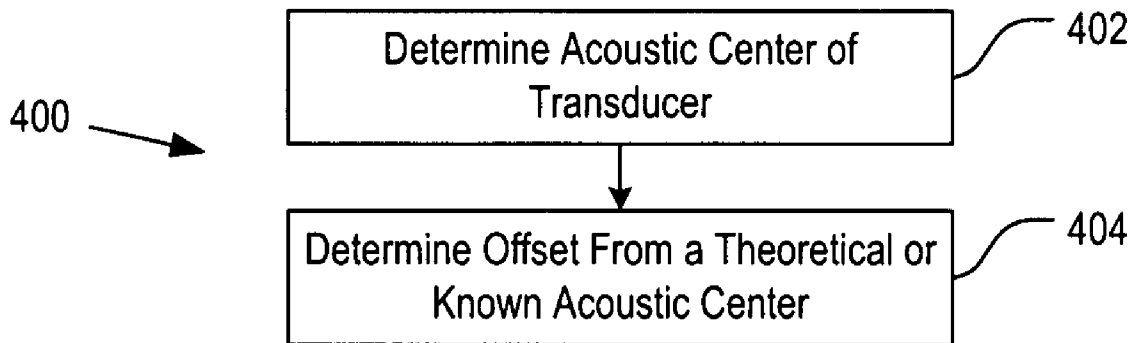 Determine Acoustic Center of
Transducer
402
400
Determine Offset From a Theoretical or
Known Acoustic Center
404